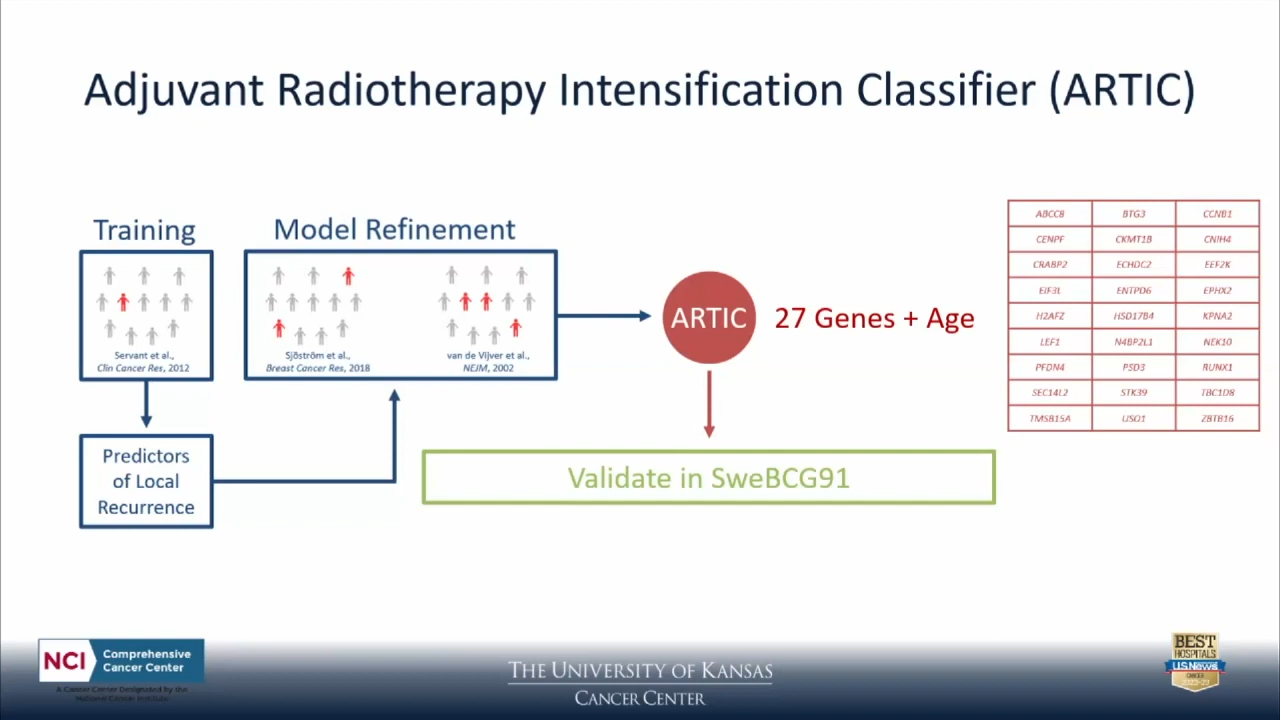 Adjuvant Radiotherapy Intensification Classifier (ARTIC)
Training
Servant et al.,
Clin Cancer Res, 2012
Model Refinement
Sjöström et al.,
Breast Cancer Res, 2018
van de Vijver et al.,
NEJM, 2002
Predictors
of Local
Recurrence
ARTIC
27 Genes + Age
Validate in SweBCG91
ABCC8 BTG3 CCNB1
CENPF CKMT1B CNIH4
CRABP2 ECHDC2 EEF2K
EIF3L ENTPD6 EPHX2
H2AFZ HSD17B4 KPNA2
LEF1 N4BP2L1 NEK10
PFDN4 PSD3 RUNX1
SEC14L2 STK39 TBC1D8
TMSB15A USO1 ZBTB16
NCI
Comprehensive
Cancer Center
A Cancer Center Designated by the
National Cancer Institute
THE UNIVERSITY OF KANSAS
CANCER CENTER
BEST
HOSPITALS
U.S.News
CANCER
2022-23